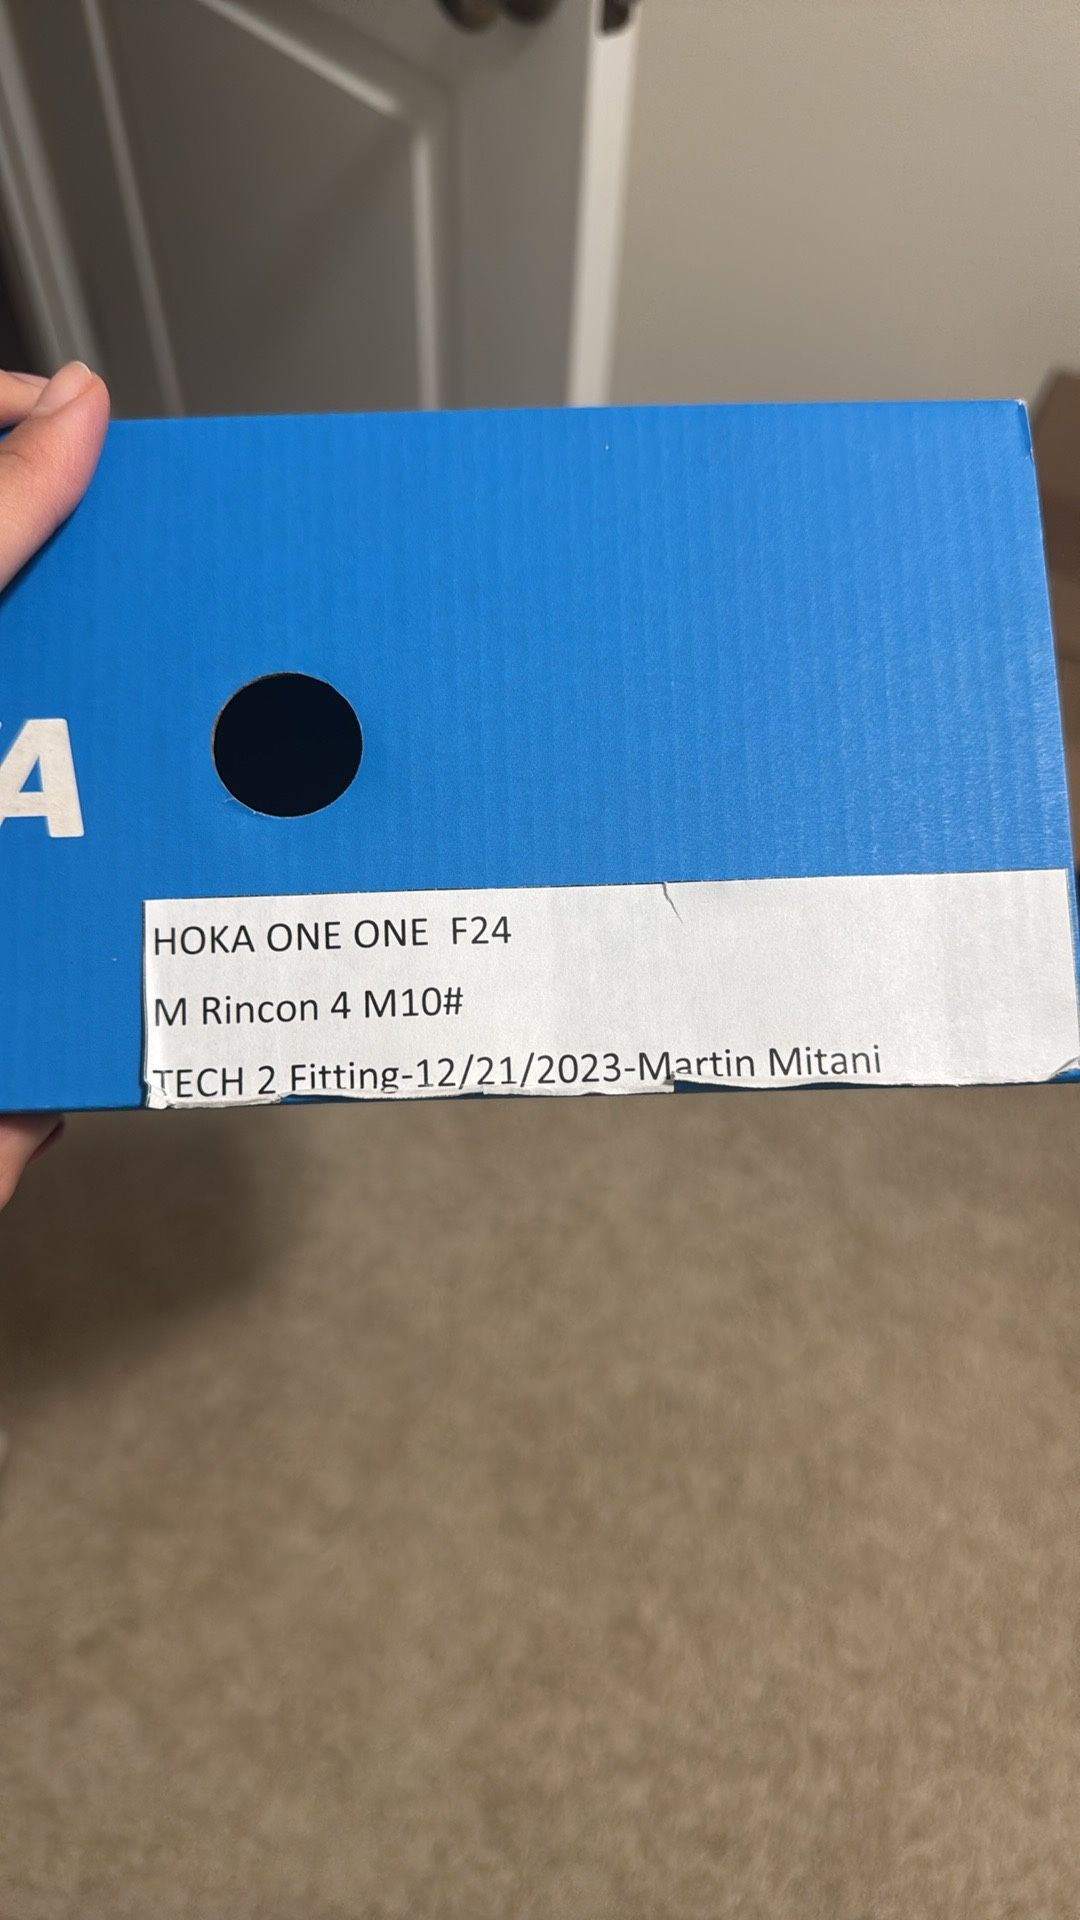 A
HOKA ONE ONE F24
M Rincon 4 M10#
TECH 2 Fitting-12/21/2023-Martin Mitani